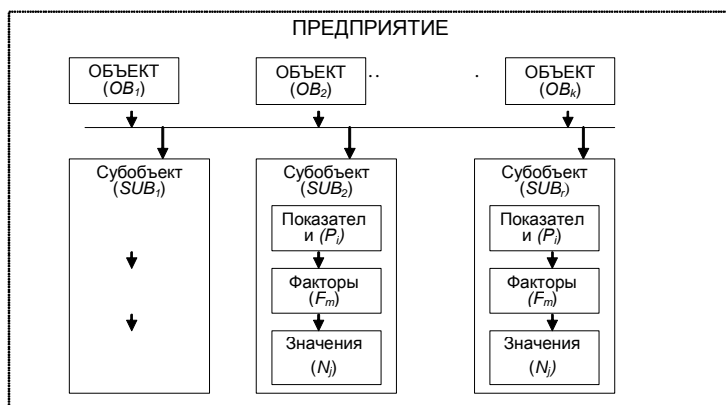 ПРЕДПРИЯТИЕ
ОБЪЕКТ
(OB1)
ОБЪЕКТ
(OB2)
. .
.
ОБЪЕКТ
(OBk)
Субобъект
(SUB1)
Субобъект
(SUB2)
Показател
и (Pi)
Факторы
(Fm)
Значения
(Nj)
Субобъект
(SUBr)
Показател
и (Pi)
Факторы
(Fm)
Значения
(Nj)